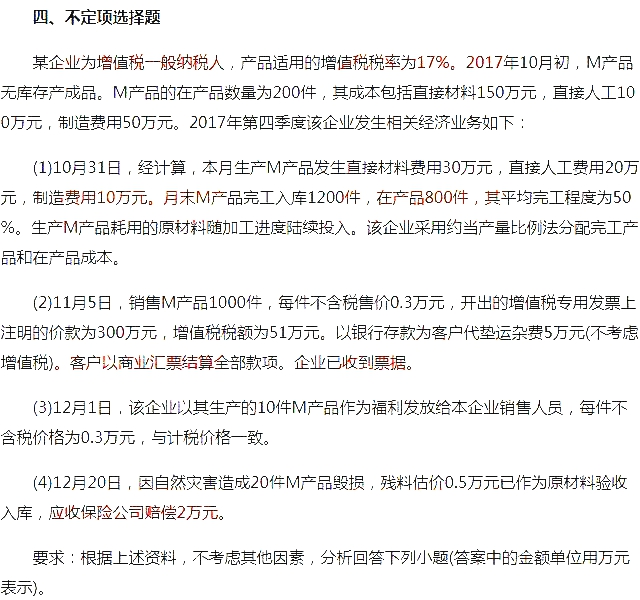 四、不定项选择题
某企业为增值税一般纳税人，产品适用的增值税税率为17%。2017年10月初，M产品
无库存产成品。M产品的在产品数量为200件，其成本包括直接材料150万元，直接人工10
0万元，制造费用50万元。2017年第四季度该企业发生相关经济业务如下：
(1)10月31日，经计算，本月生产M产品发生直接材料费用30万元，直接人工费用20万
元，制造费用10万元。月末M产品完工入库1200件，在产品800件，其平均完工程度为50
%。生产M产品耗用的原材料随加工进度陆续投入。该企业采用约当产量比例法分配完工产
品和在产品成本。
(2)11月5日，销售M产品1000件，每件不含税售价0.3万元，开出的增值税专用发票上
注明的价款为300万元，增值税税额为51万元。以银行存款为客户代垫运杂费5万元(不考虑
增值税)。客户以商业汇票结算全部款项。企业已收到票据。
(3)12月1日，该企业以其生产的10件M产品作为福利发放给本企业销售人员，每件不
含税价格为0.3万元，与计税价格一致。
(4)12月20日，因自然灾害造成20件M产品毁损，残料估价0.5万元已作为原材料验收
入库，应收保险公司赔偿2万元。
要求：根据上述资料，不考虑其他因素，分析回答下列小题(答案中的金额单位用万元
表示)。